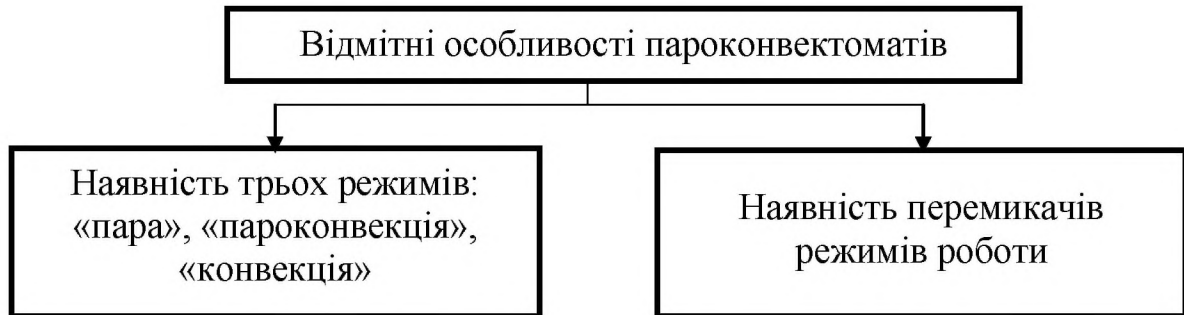 Відмітні особливості пароконвектоматів
Наявність трьох режимів:
«пара», «пароконвекція»,
«конвекція»
Наявність перемикачів
режимів роботи